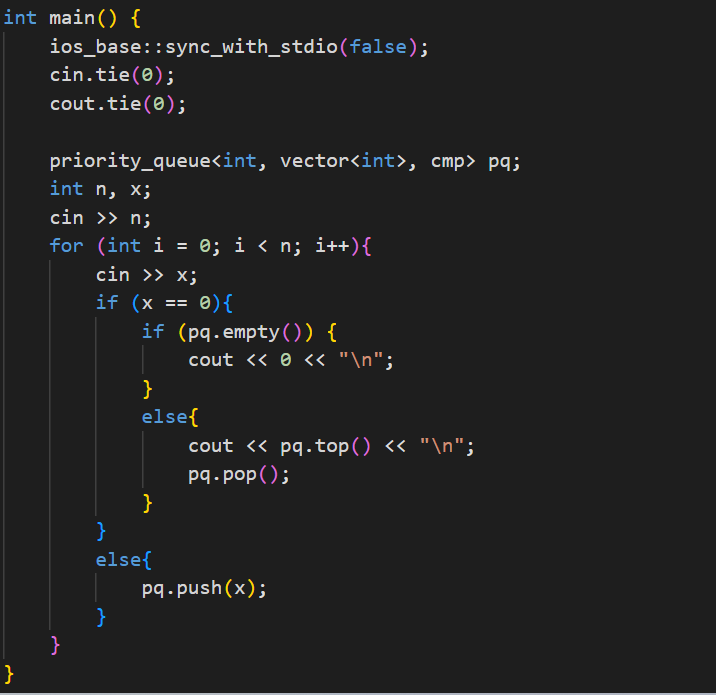 int main() {
    ios_base::sync_with_stdio(false);
    cin.tie(0);
    cout.tie(0);

    priority_queue<int, vector<int>, cmp> pq;
    int n, x;
    cin >> n;
    for (int i = 0; i < n; i++){
        cin >> x;
        if (x == 0){
            if (pq.empty()) {
                cout << 0 << "\n";
            }
            else{
                cout << pq.top() << "\n";
                pq.pop();
            }
        }
        else{
            pq.push(x);
        }
    }
}